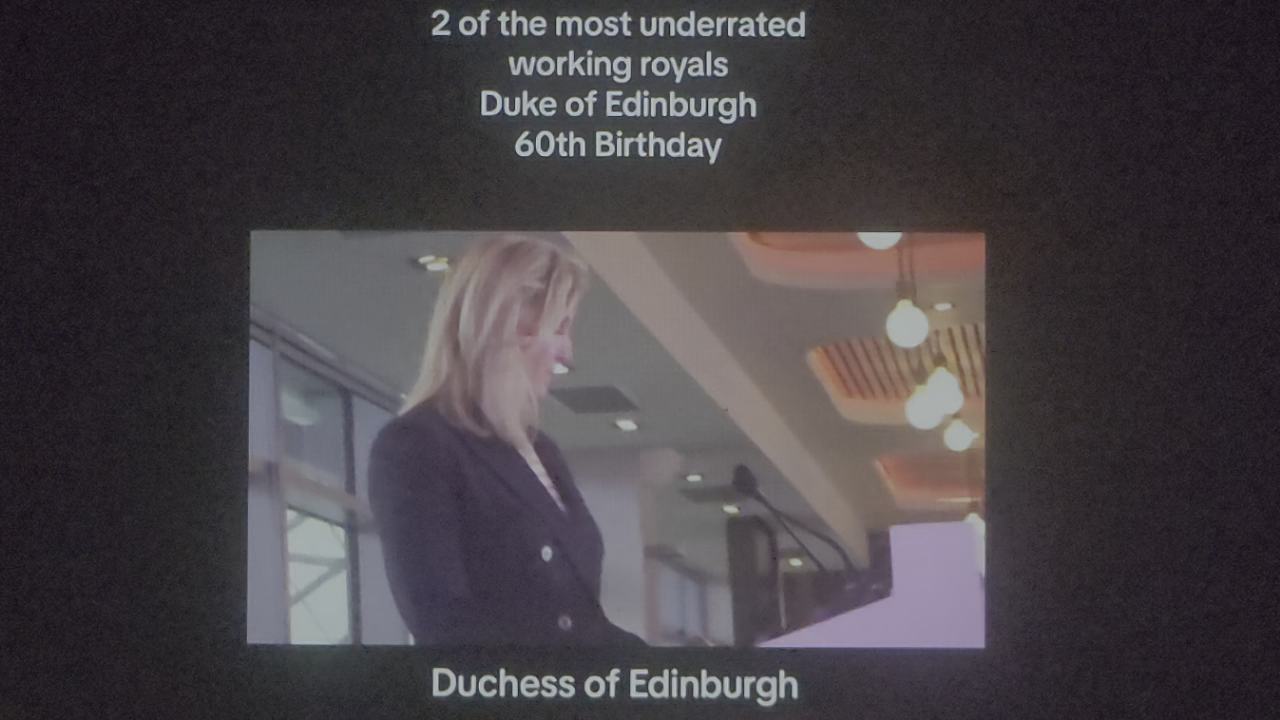 2 of the most underrated
working royals
Duke of Edinburgh
60th Birthday
Duchess of Edinburgh